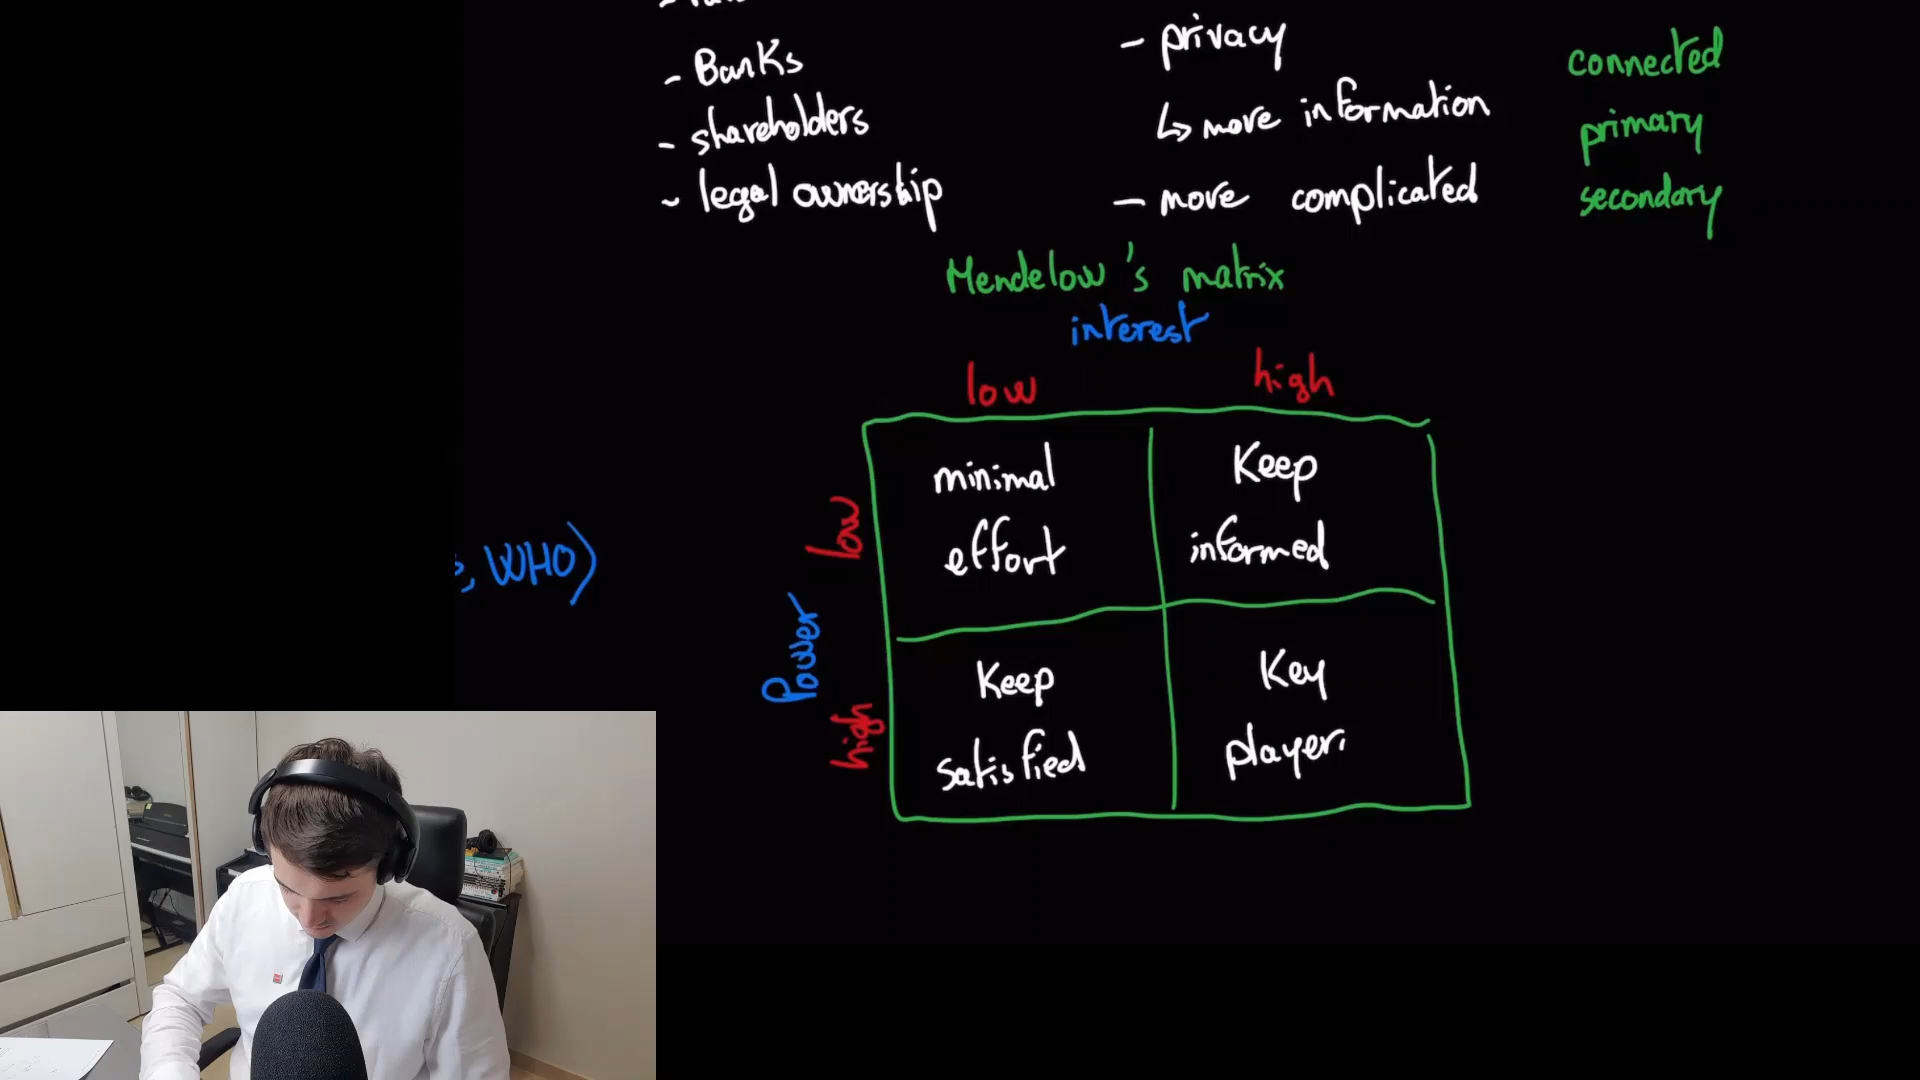 - Banks
- shareholders
- legal ownership
- privacy
↳ more information
- more complicated
connected
primary
secondary
Mendelow's matrix
interest
low high
minimal effort
Keep informed
Power
low
high
Keep satisfied
Key player
, WHO)